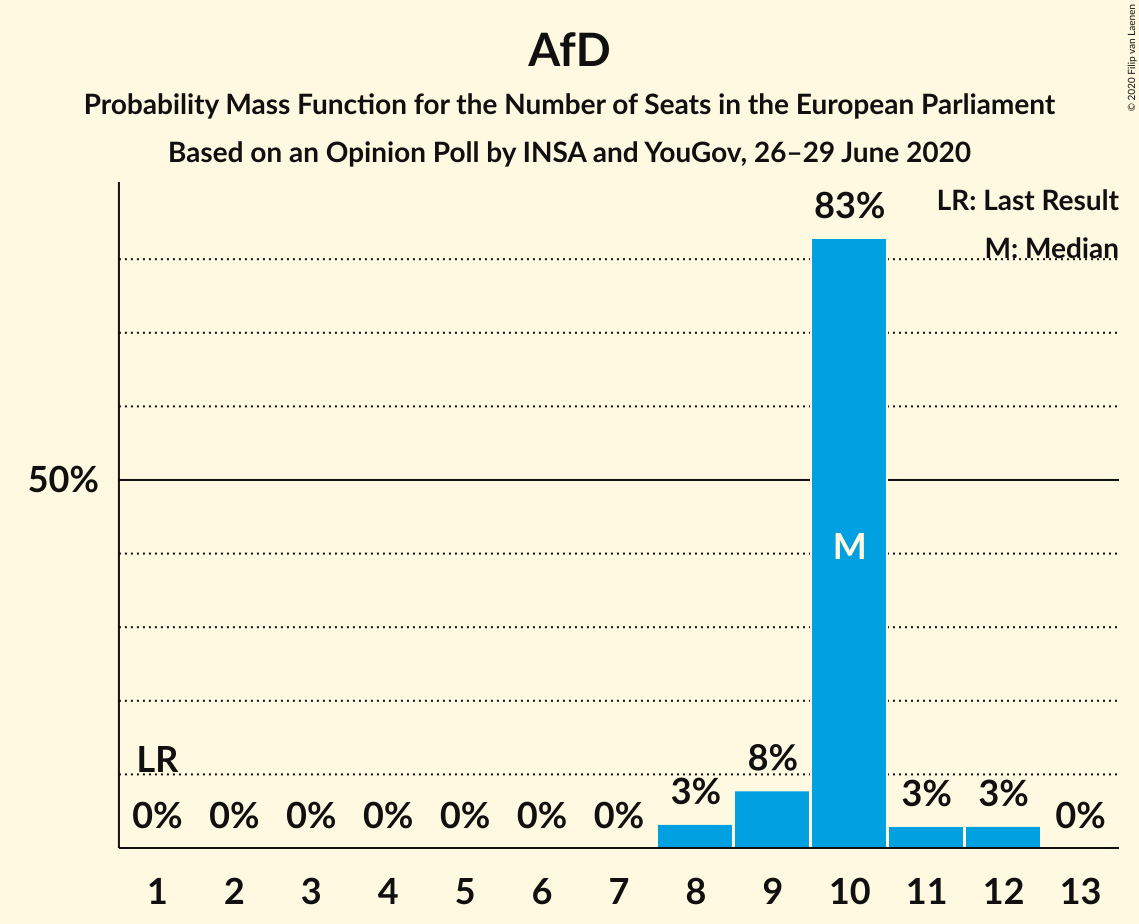 AfD
Probability Mass Function for the Number of Seats in the European Parliament
Based on an Opinion Poll by INSA and YouGov, 26–29 June 2020
© 2020 Filip van Laenen
LR: Last Result
M: Median
83%
50%
M
LR
0% 0% 0% 0% 0% 0% 0% 3% 8% 3% 3% 0%
1 2 3 4 5 6 7 8 9 10 11 12 13